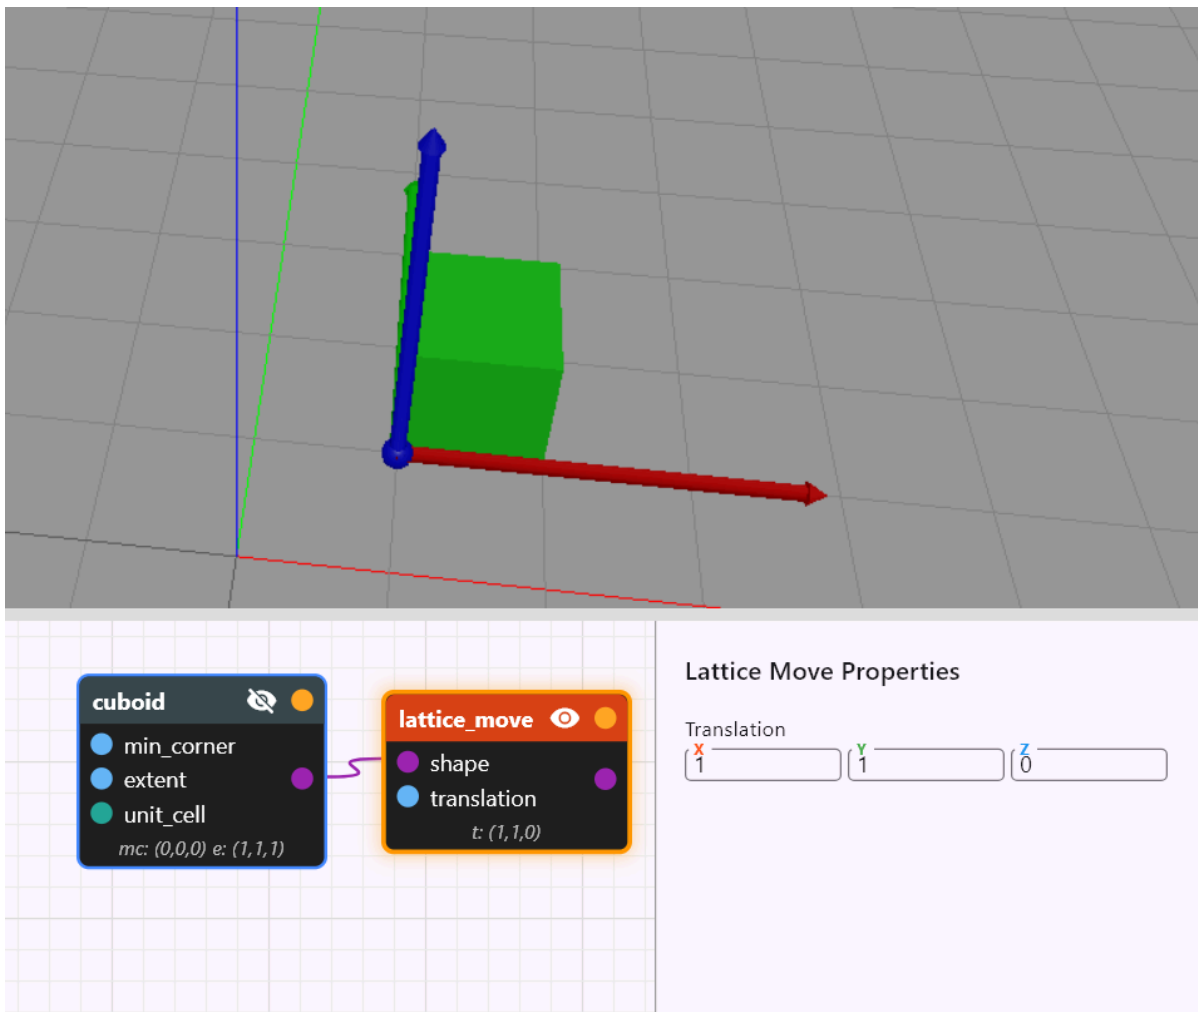 cuboid
min_corner
extent
unit_cell
mc: (0,0,0) e: (1,1,1)
lattice_move
shape
translation
t: (1,1,0)
Lattice Move Properties
Translation
X Y Z
1 1 0